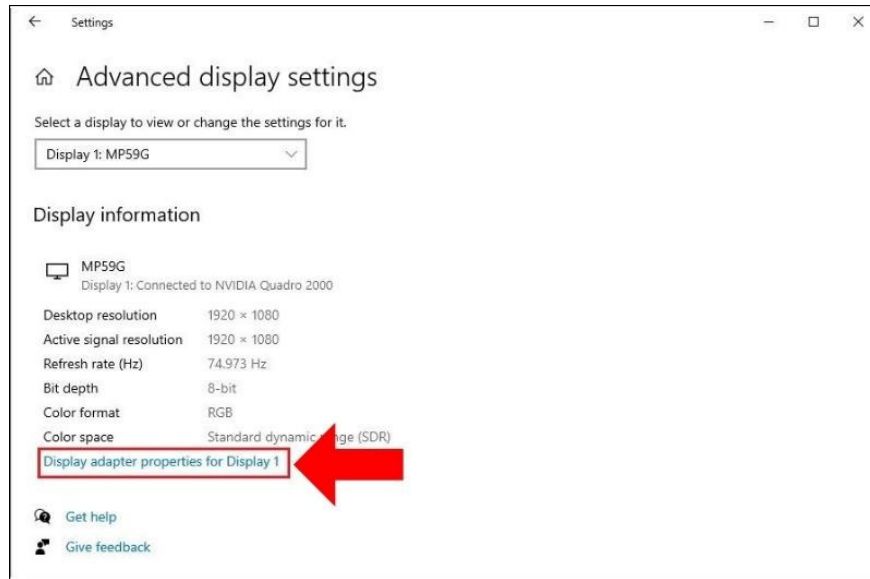 Settings
Advanced display settings
Select a display to view or change the settings for it.
Display 1: MP59G
Display information
MP59G
Display 1: Connected to NVIDIA Quadro 2000
Desktop resolution 1920 × 1080
Active signal resolution 1920 × 1080
Refresh rate (Hz) 74.973 Hz
Bit depth 8-bit
Color format RGB
Color space Standard dynamic range (SDR)
Display adapter properties for Display 1
Get help
Give feedback